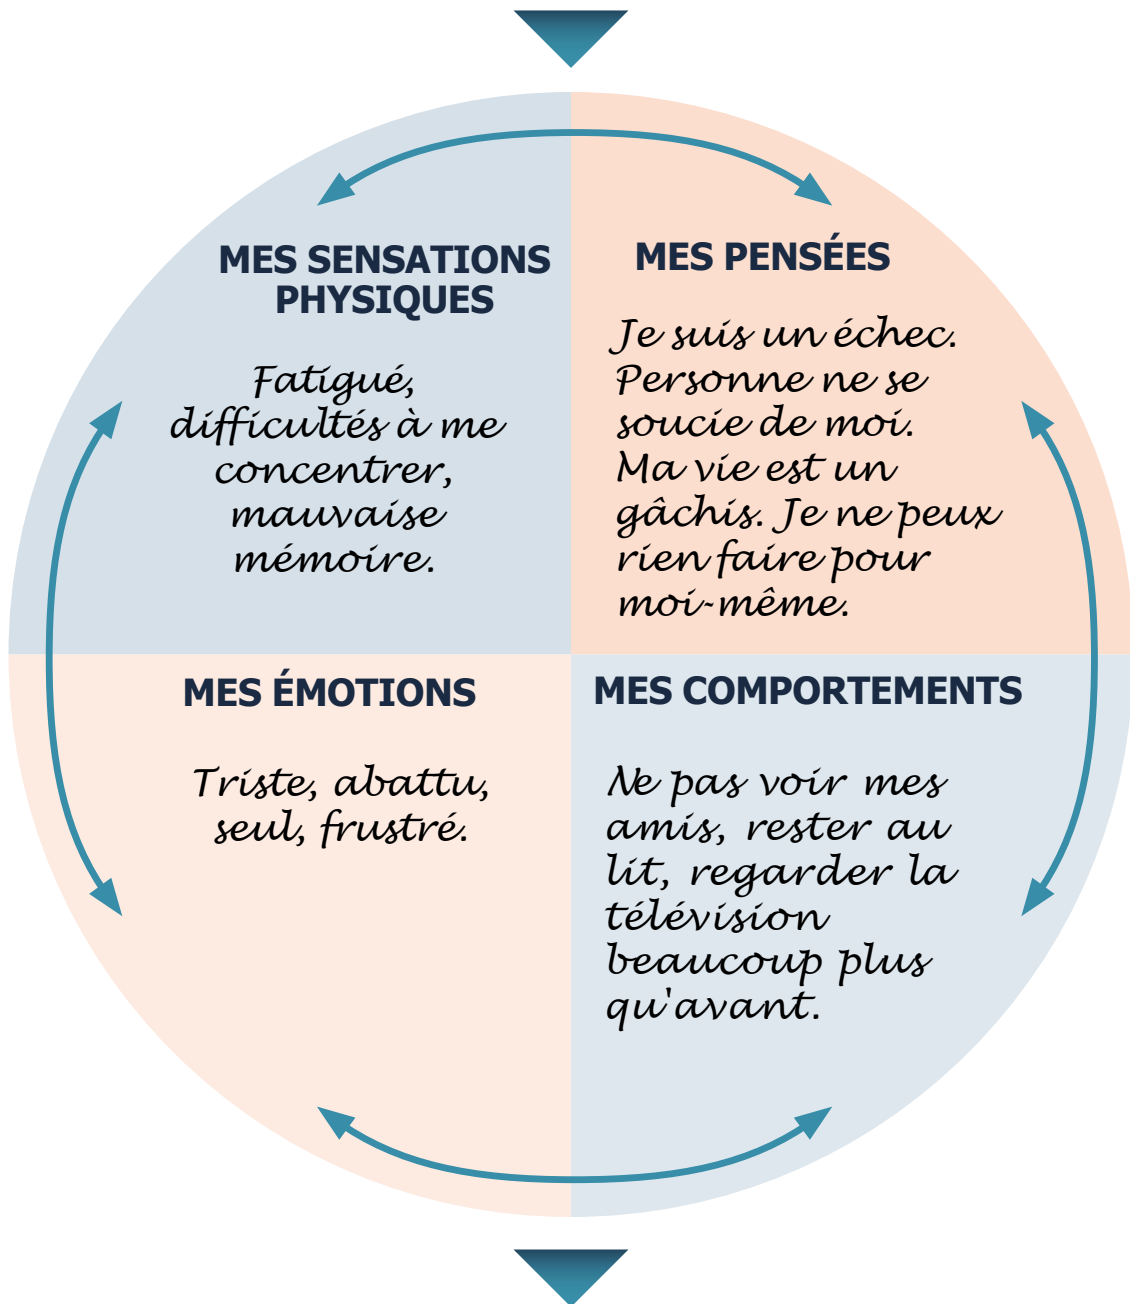 MES SENSATIONS
PHYSIQUES
Fatigué,
difficultés à me
concentrer,
mauvaise
mémoire.
MES PENSÉES
Je suis un échec.
Personne ne se
soucie de moi.
Ma vie est un
gâchis. Je ne peux
rien faire pour
moi-même.
MES ÉMOTIONS
Triste, abattu,
seul, frustré.
MES COMPORTEMENTS
Ne pas voir mes
amis, rester au
lit, regarder la
télévision
beaucoup plus
qu'avant.